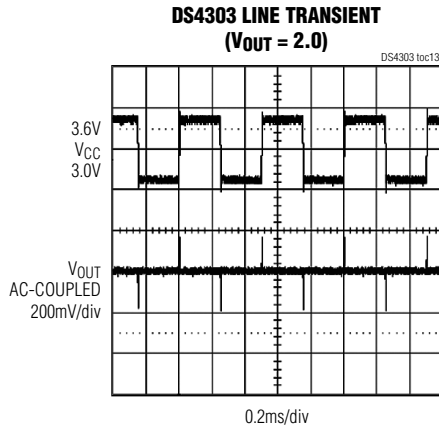 DS4303 LINE TRANSIENT
(VOUT = 2.0)
DS4303 toc13
3.6V
VCC
3.0V
VOUT
AC-COUPLED
200mV/div
0.2ms/div